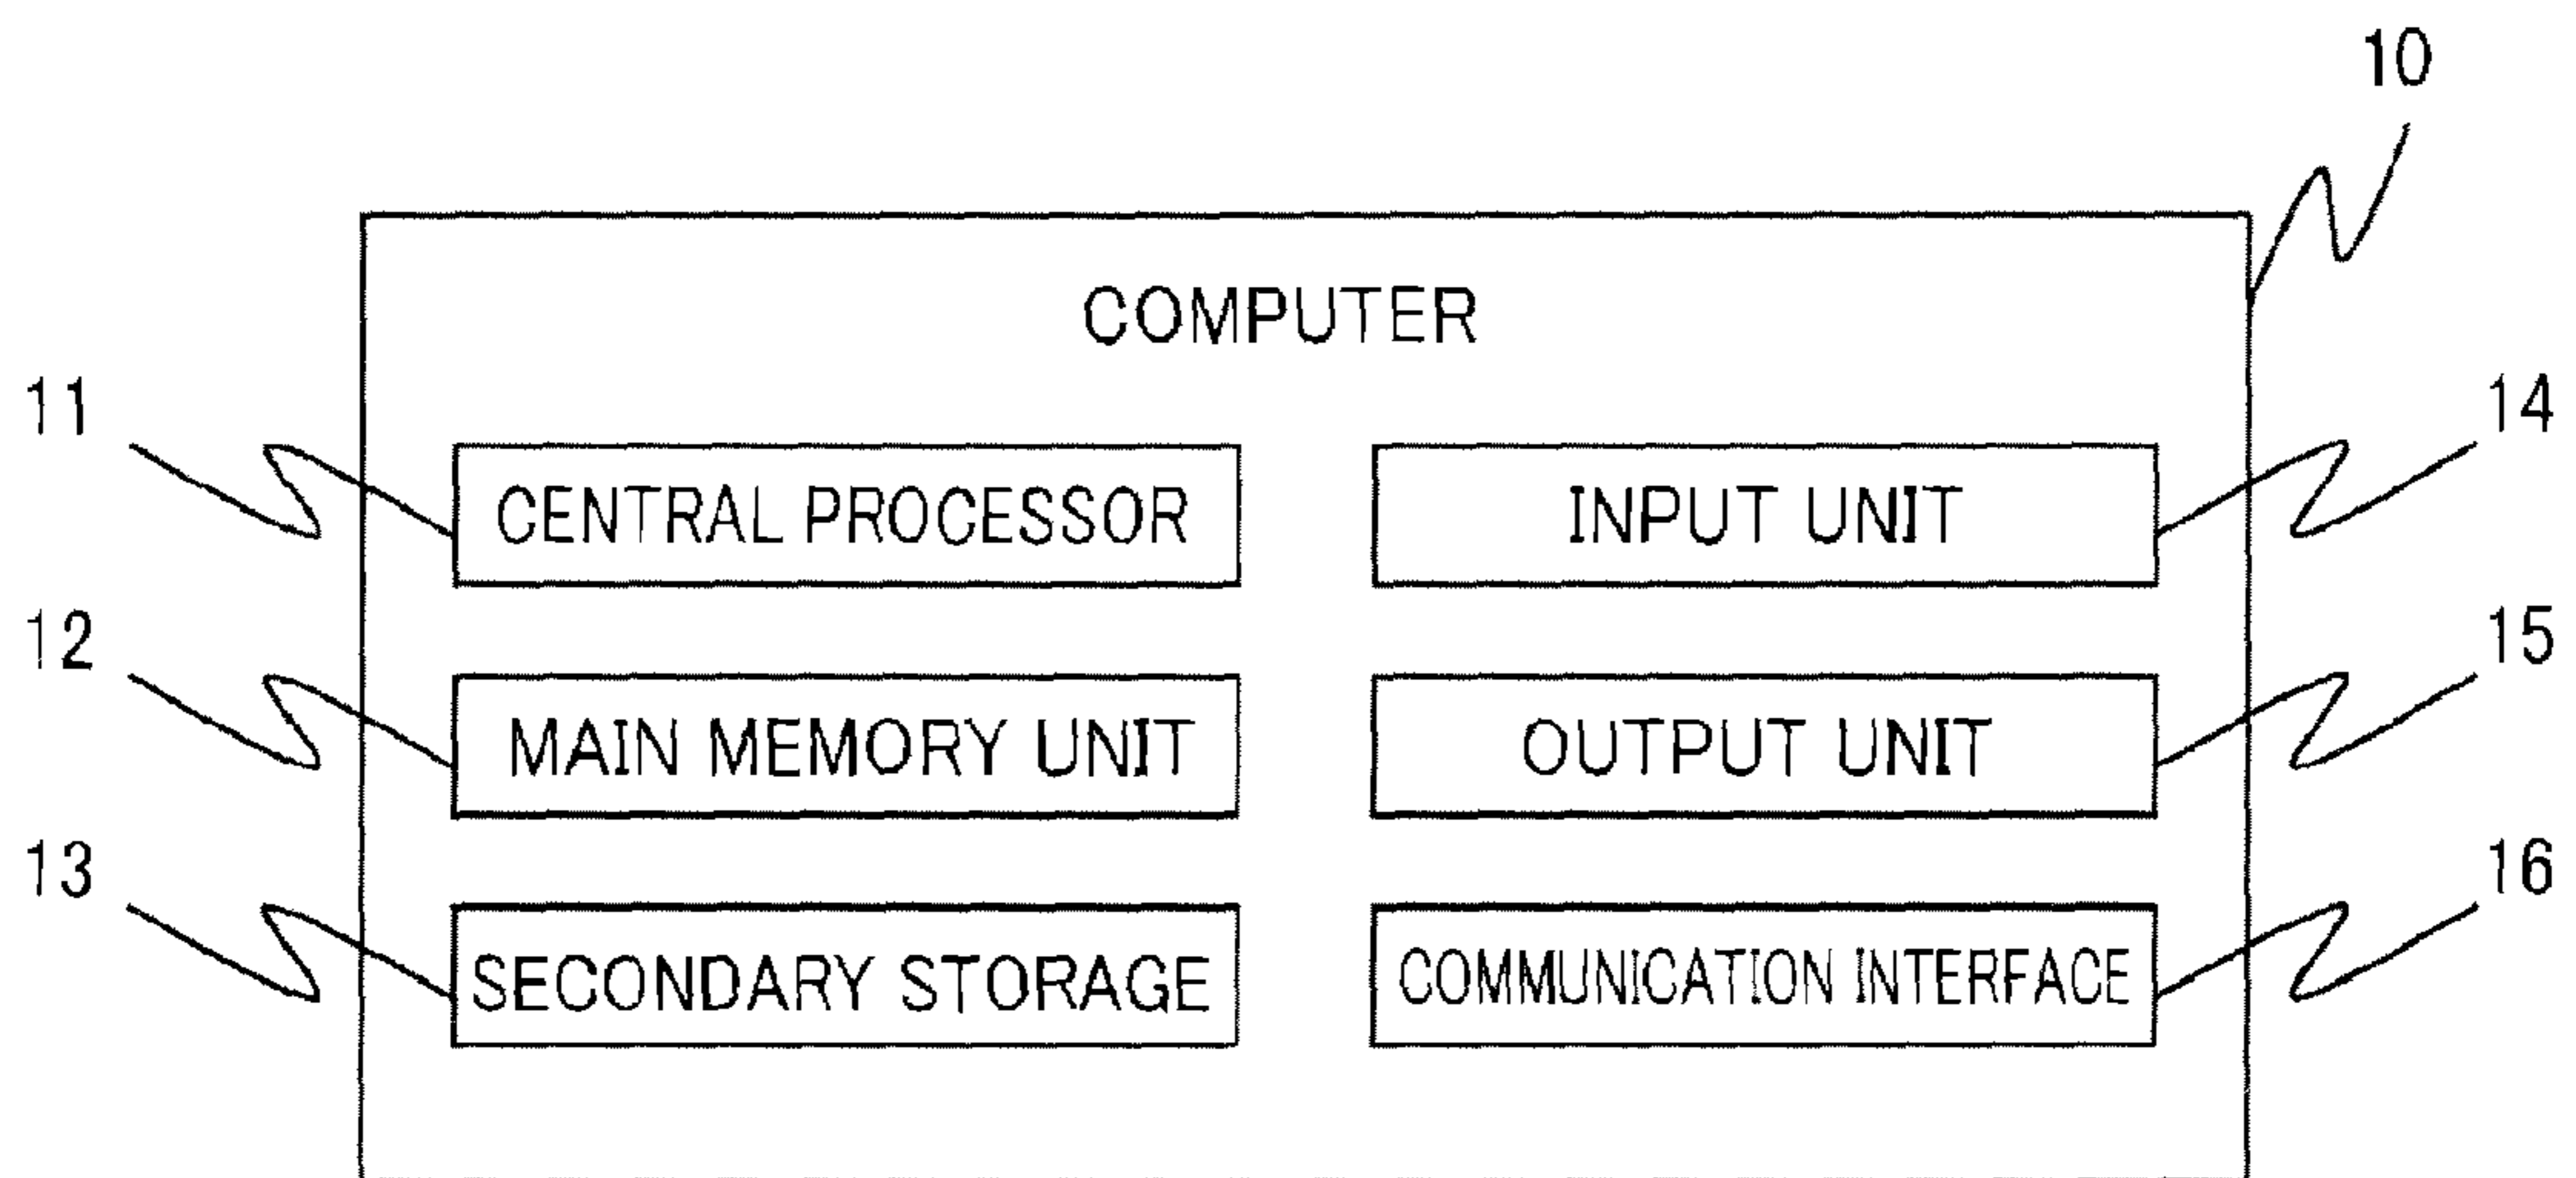 10
COMPUTER
11
CENTRAL PROCESSOR
INPUT UNIT
14
12
MAIN MEMORY UNIT
OUTPUT UNIT
15
13
SECONDARY STORAGE
COMMUNICATION INTERFACE
16